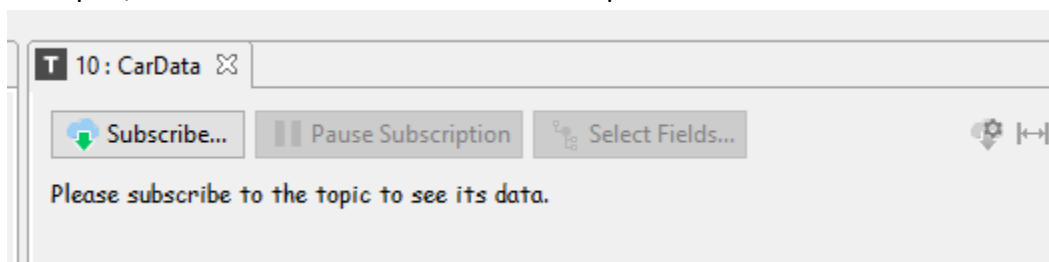 T 10 : CarData
Subscribe... Pause Subscription Select Fields...
Please subscribe to the topic to see its data.